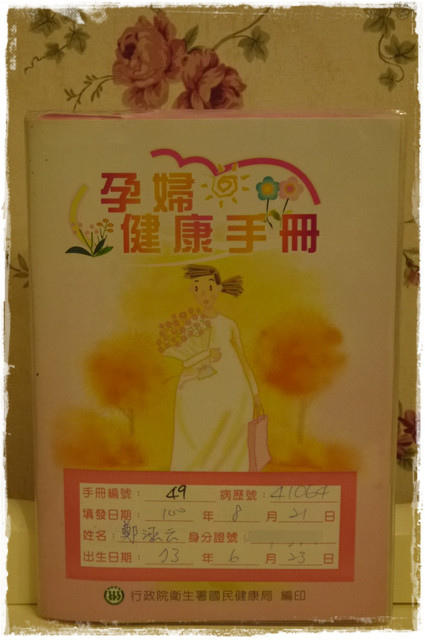 孕婦
健康手冊
手冊編號： 49 病歷號：41064
填發日期： 100 年 8 月 21 日
姓名：鄭涵云 身分證號
出生日期： 73 年 6 月 23 日
行政院衛生署國民健康局 編印